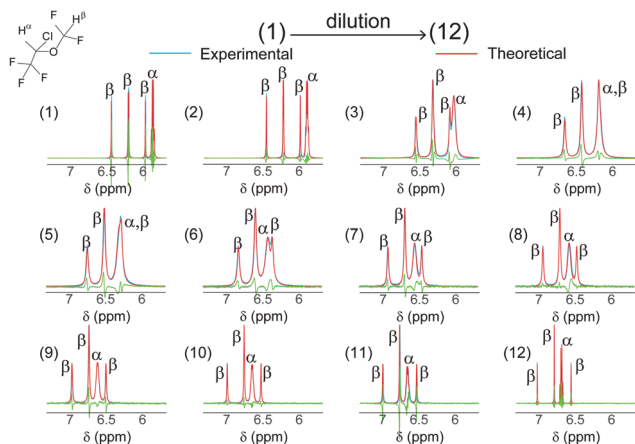 F Hβ
Hα Cl F
O
F
F F
dilution
(1) (12)
Experimental Theoretical
(1) β β β α
7 6.5
δ (ppm)
(2) β β β α
7 6.5 6
δ (ppm)
(3) β β β α
7 6.5 6
δ (ppm)
(4) β β α,β
7 6.5 6
δ (ppm)
(5) β β α,β
7 6.5 6
δ (ppm)
(6) β β α β
7 6.5 6
δ (ppm)
(7) β β α β
7 6.5 6
δ (ppm)
(8) β β α β
7 6.5 6
δ (ppm)
(9) β β α β
7 6.5 6
δ (ppm)
(10) β β α β
7 6.5 6
δ (ppm)
(11) β β α β
7 6.5 6
δ (ppm)
(12) β β α β
7 6.5 6
δ (ppm)